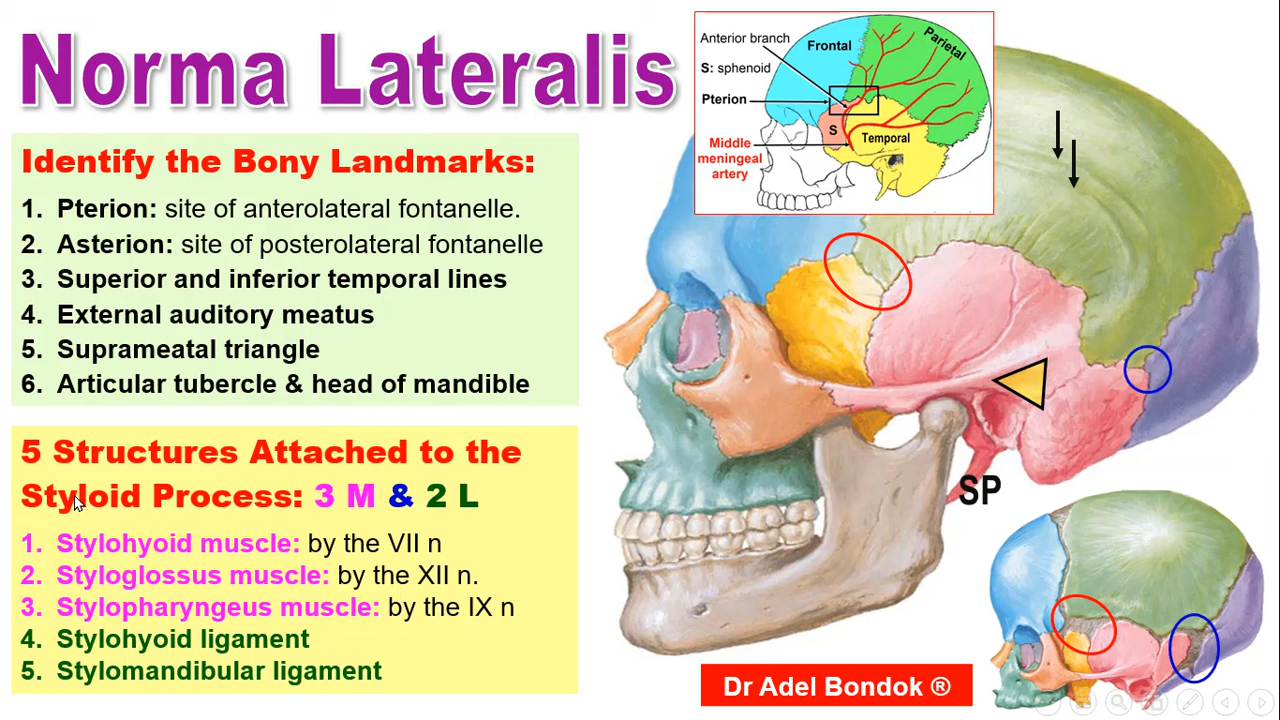 Norma Lateralis
Identify the Bony Landmarks:
1. Pterion: site of anterolateral fontanelle.
2. Asterion: site of posterolateral fontanelle
3. Superior and inferior temporal lines
4. External auditory meatus
5. Suprameatal triangle
6. Articular tubercle & head of mandible
5 Structures Attached to the
Styloid Process: 3 M & 2 L
1. Stylohyoid muscle: by the VII n
2. Styloglossus muscle: by the XII n.
3. Stylopharyngeus muscle: by the IX n
4. Stylohyoid ligament
5. Stylomandibular ligament
Anterior branch
S: sphenoid
Pterion
Middle
meningeal
artery
Frontal
Parietal
S
Temporal
SP
Dr Adel Bondok ®